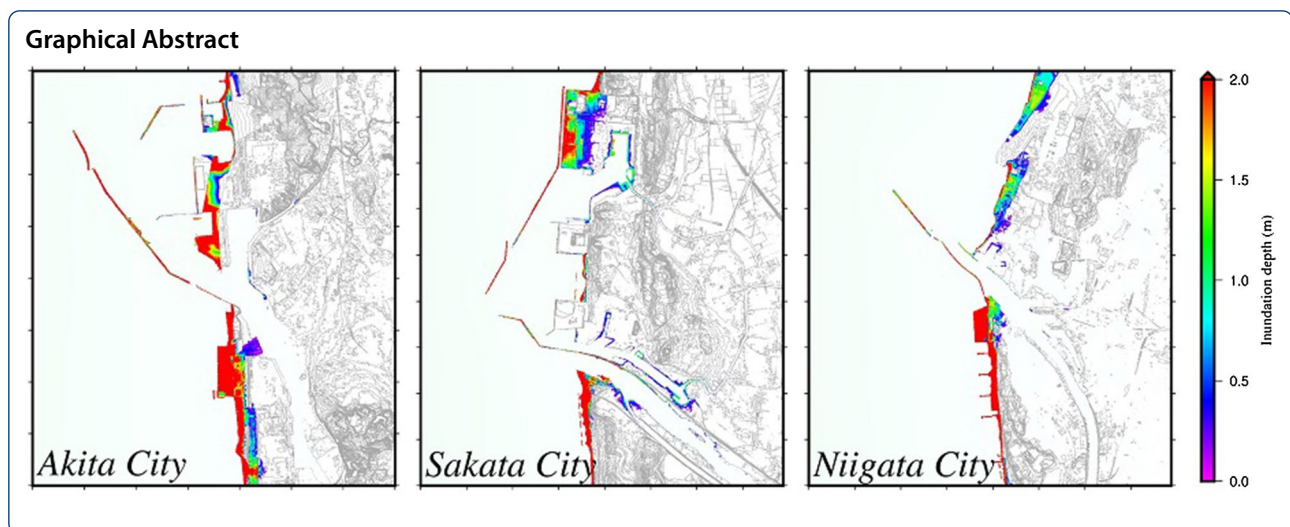 Graphical Abstract
Akita City
Sakata City
Niigata City
2.0
1.5
1.0
0.5
0.0
Inundation depth (m)